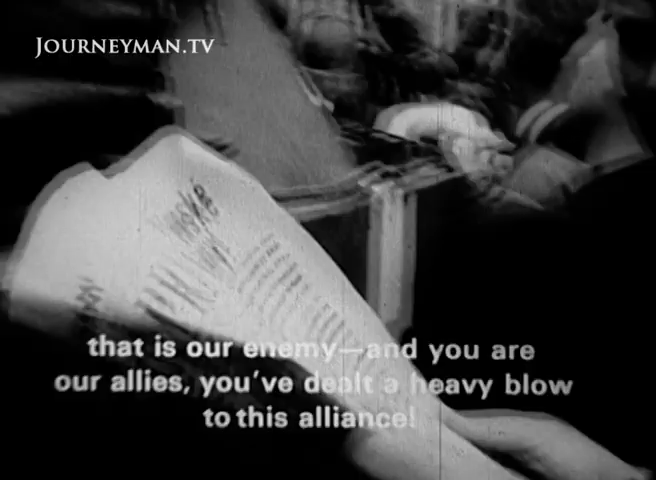 JOURNEYMAN.TV
that is our enemy—and you are
our allies, you've dealt a heavy blow
to this alliance!